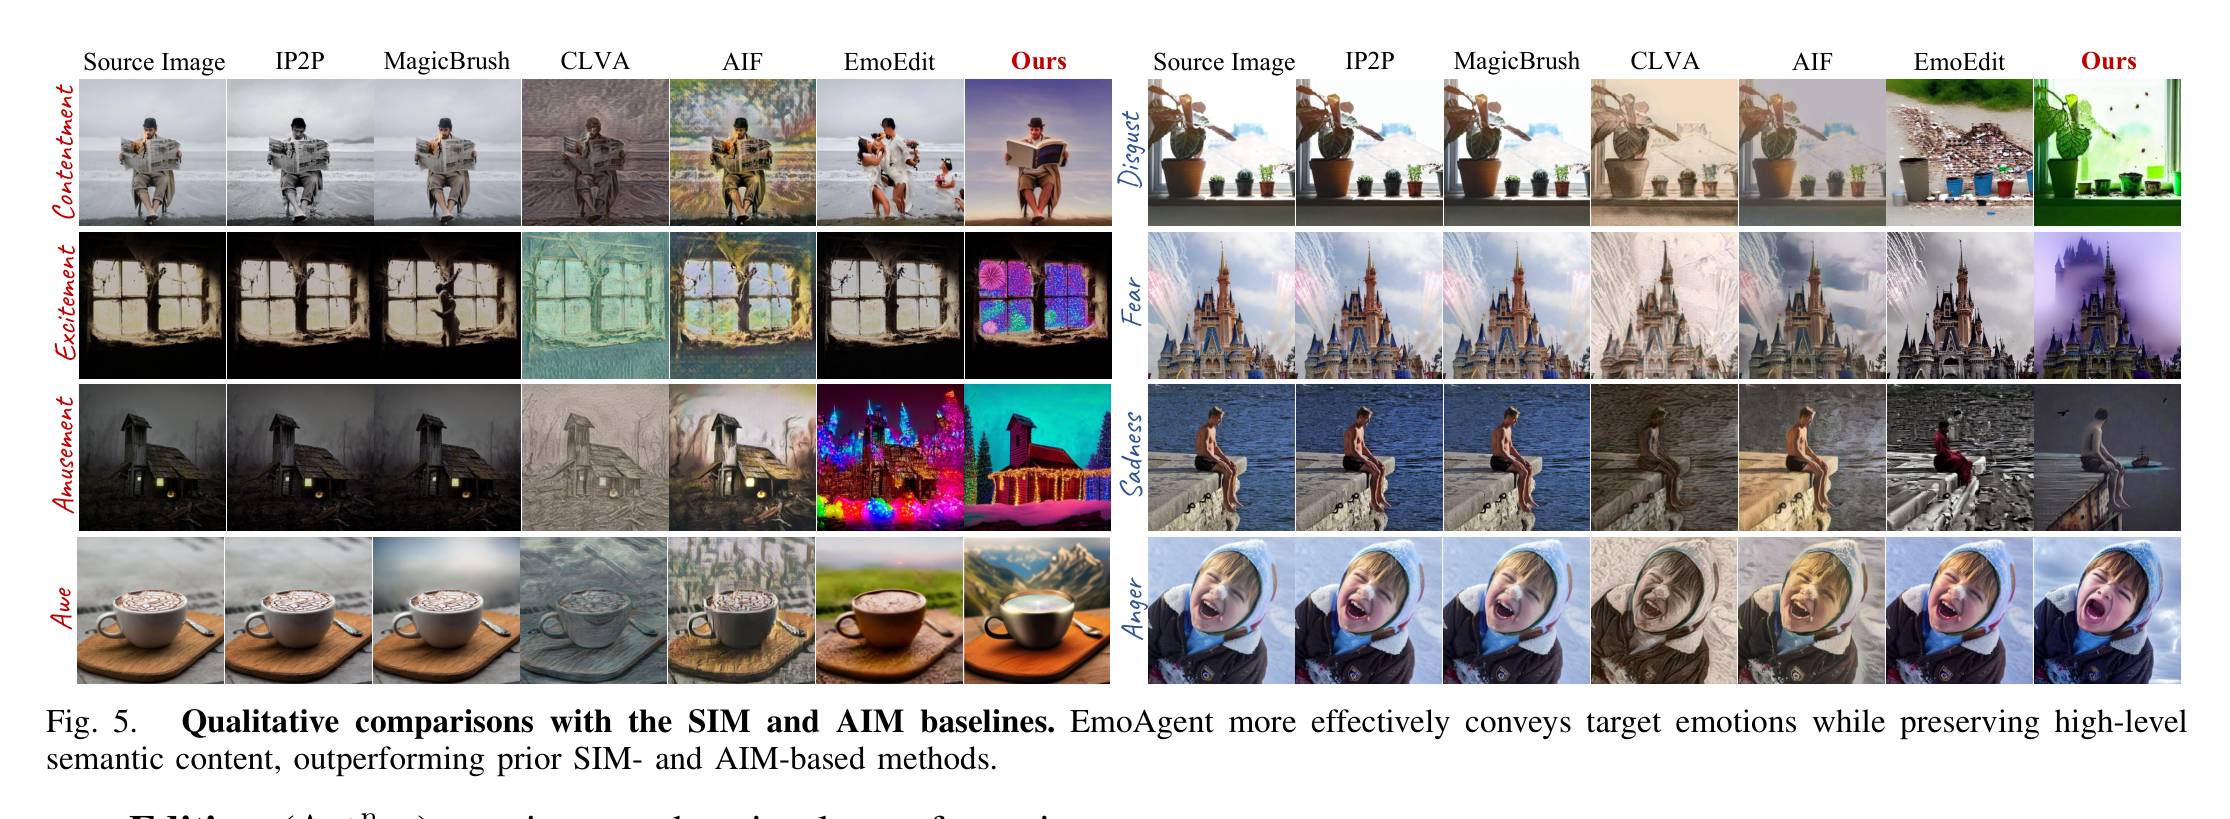 Source Image IP2P MagicBrush CLVA AIF EmoEdit Ours Source Image IP2P MagicBrush CLVA AIF EmoEdit Ours
Contentment
Excitement
Amusement
Awe
Disgust
Fear
Sadness
Anger
Fig. 5. Qualitative comparisons with the SIM and AIM baselines. EmoAgent more effectively conveys target emotions while preserving high-level
semantic content, outperforming prior SIM- and AIM-based methods.